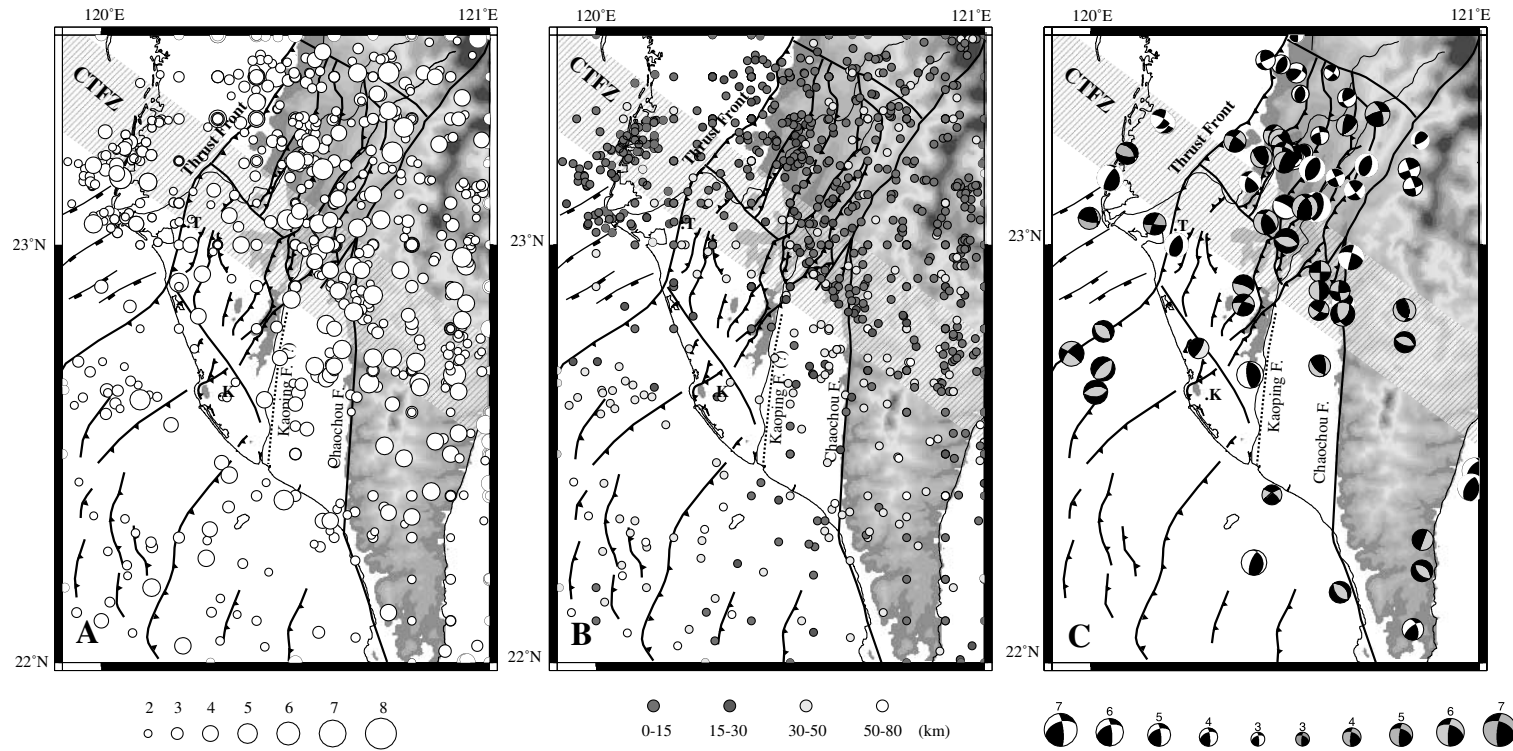 120°E
121°E
120°E
121°E
120°E
121°E
CTFZ
Thrust Front
CTFZ
Thrust Front
CTFZ
Thrust Front
23°N
23°N
23°N
.T
.T
.T
.K
.K
.K
Kaoping F. (?)
Chaochou F.
Kaoping F. (?)
Chaochou F.
Kaoping F.
Chaochou F.
A
B
C
22°N
22°N
22°N
2 3 4 5 6 7 8
0-15 15-30 30-50 50-80 (km)
7 6 5 4 3 3 4 5 6 7